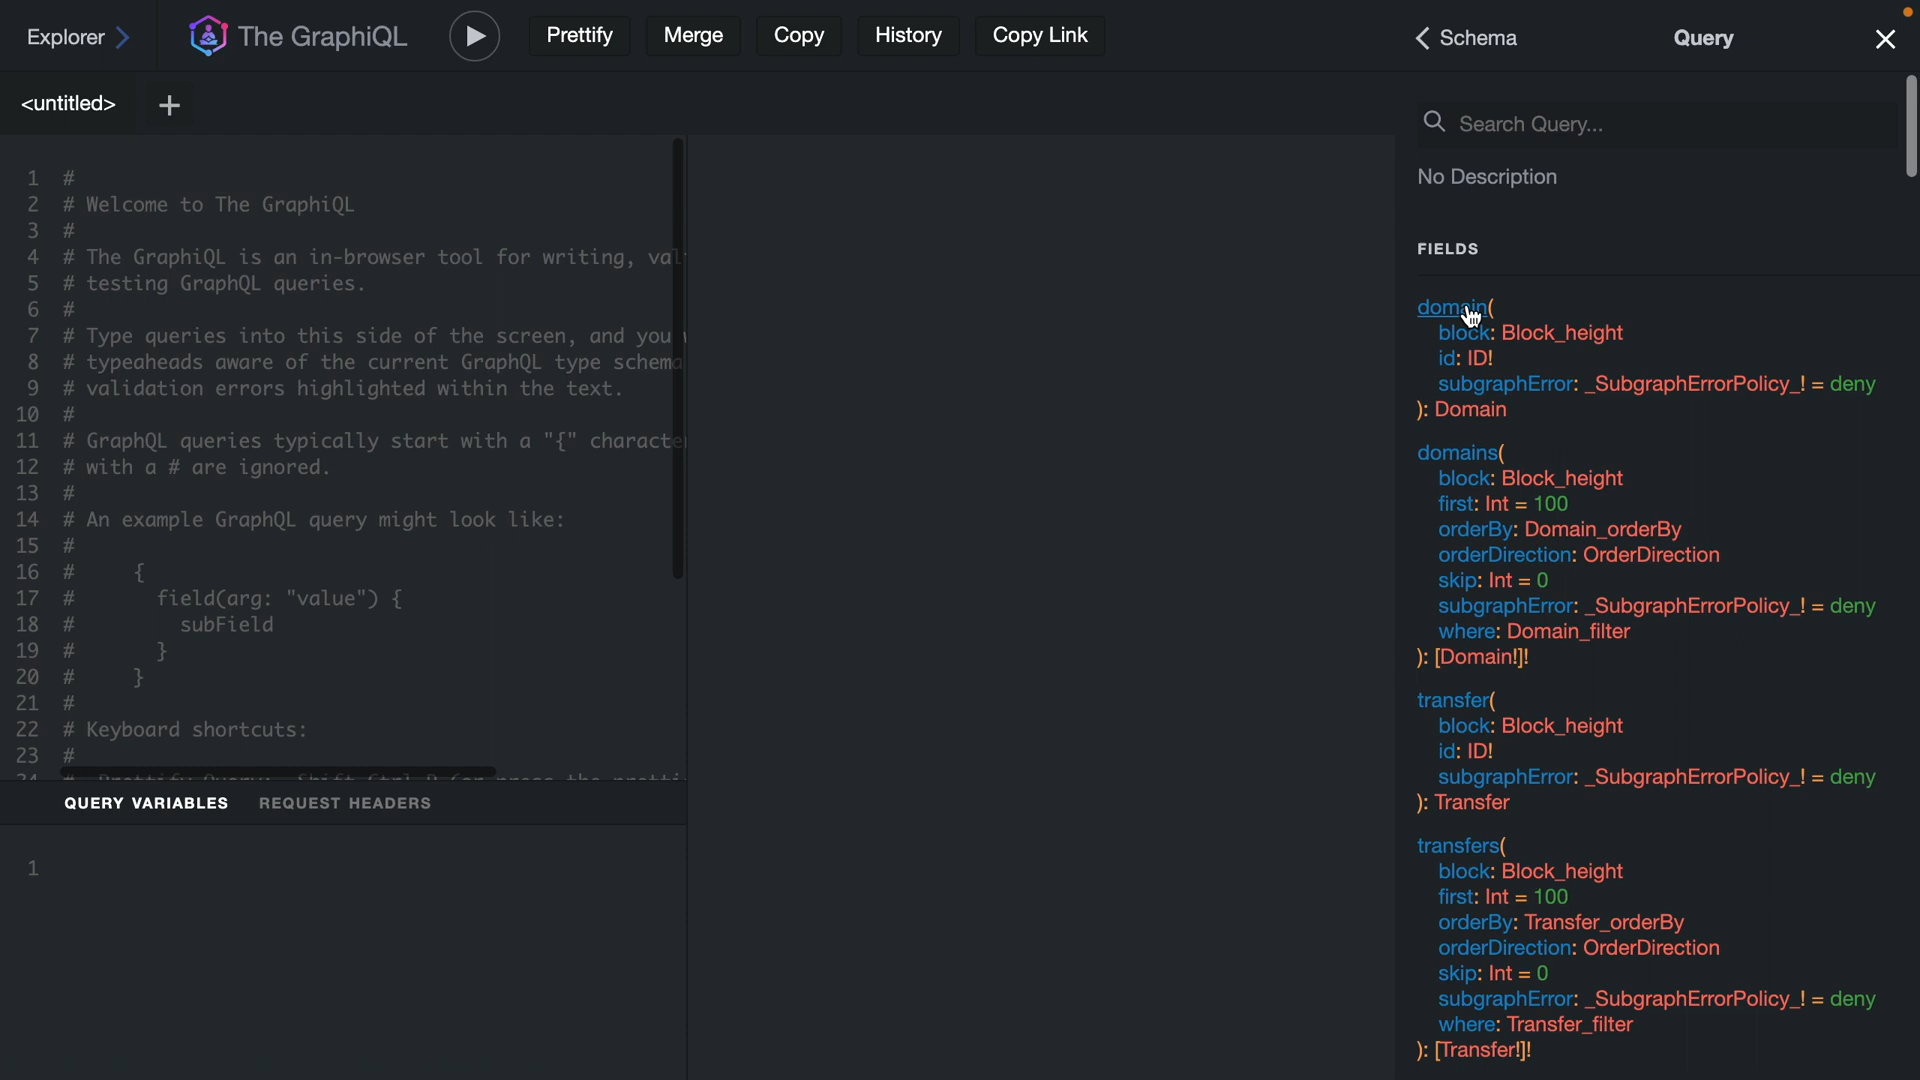 Explorer
The GraphiQL
Prettify
Merge
Copy
History
Copy Link
Schema
Query
<untitled>
+
1 #
2 # Welcome to The GraphiQL
3 #
4 # The GraphiQL is an in-browser tool for writing,
5 # testing GraphQL queries.
6 #
7 # Type queries into this side of the screen, and you
8 # typeaheads aware of the current GraphQL type schema
9 # validation errors highlighted within the text.
10 #
11 # GraphQL queries typically start with a "{"
12 # with a # are ignored.
13 #
14 # An example GraphQL query might look like:
15 #
16 # {
17 # field(arg: "value") {
18 # subField
19 # }
20 # }
21 #
22 # Keyboard shortcuts:
23 #
QUERY VARIABLES
REQUEST HEADERS
1
Search Query...
No Description
FIELDS
domain(
block: Block_height
id: ID!
subgraphError: _SubgraphErrorPolicy_! = deny
): Domain
domains(
block: Block_height
first: Int = 100
orderBy: Domain_orderBy
orderDirection: OrderDirection
skip: Int = 0
subgraphError: _SubgraphErrorPolicy_! = deny
where: Domain_filter
): [Domain!]!
transfer(
block: Block_height
id: ID!
subgraphError: _SubgraphErrorPolicy_! = deny
): Transfer
transfers(
block: Block_height
first: Int = 100
orderBy: Transfer_orderBy
orderDirection: OrderDirection
skip: Int = 0
subgraphError: _SubgraphErrorPolicy_! = deny
where: Transfer_filter
): [Transfer!]!